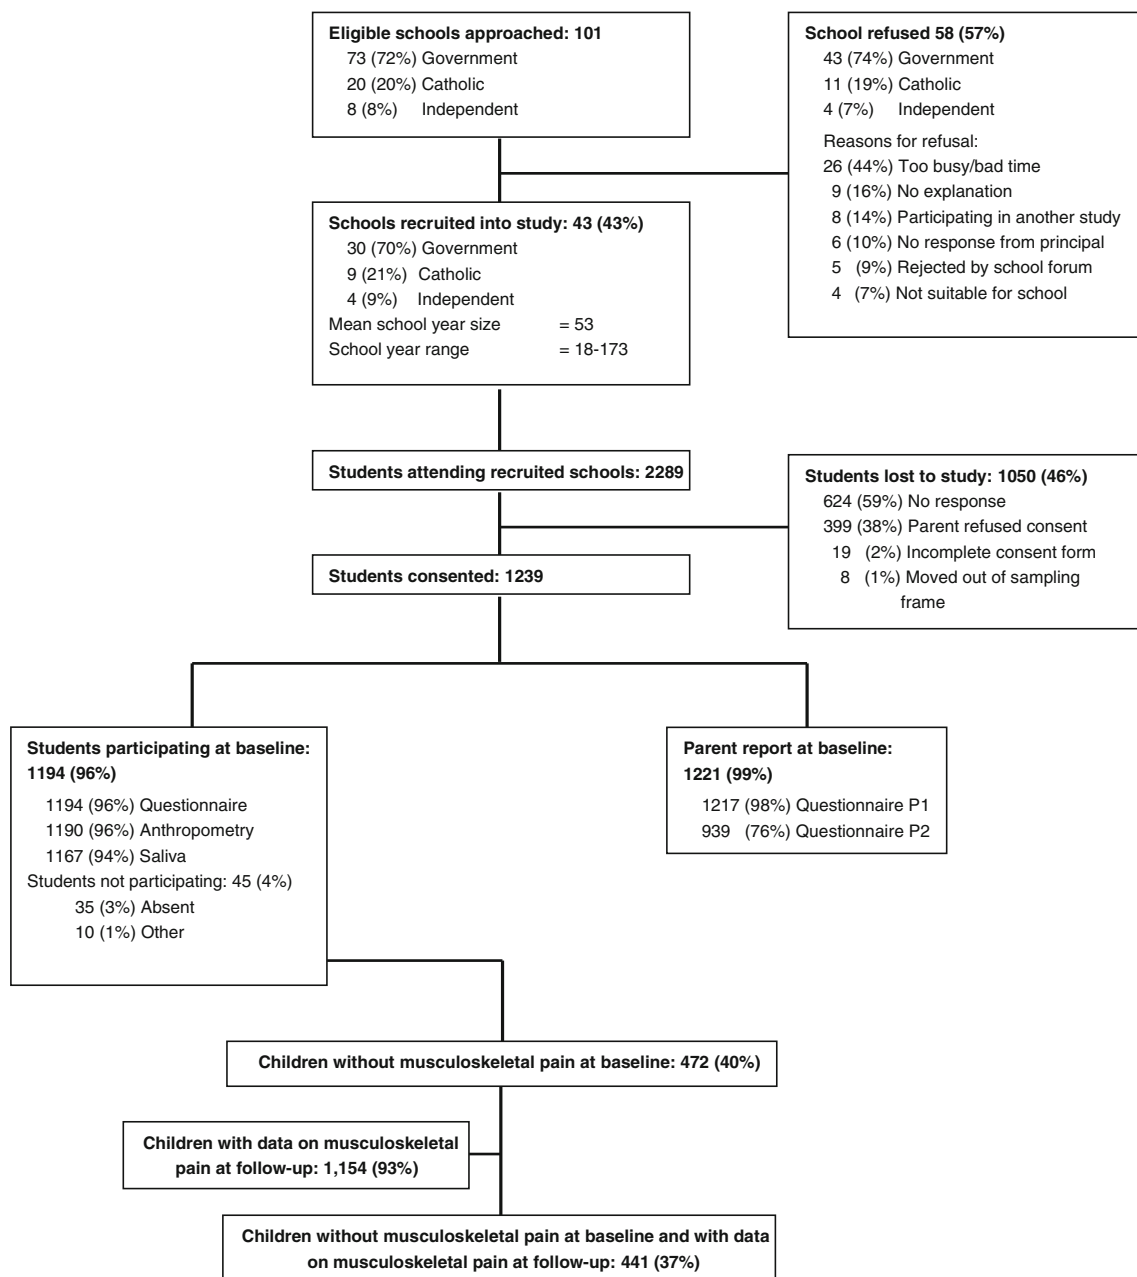 Eligible schools approached: 101
73 (72%) Government
20 (20%) Catholic
8 (8%) Independent
School refused 58 (57%)
43 (74%) Government
11 (19%) Catholic
4 (7%) Independent
Reasons for refusal:
26 (44%) Too busy/bad time
9 (16%) No explanation
8 (14%) Participating in another study
6 (10%) No response from principal
5 (9%) Rejected by school forum
4 (7%) Not suitable for school
Schools recruited into study: 43 (43%)
30 (70%) Government
9 (21%) Catholic
4 (9%) Independent
Mean school year size = 53
School year range = 18-173
Students attending recruited schools: 2289
Students lost to study: 1050 (46%)
624 (59%) No response
399 (38%) Parent refused consent
19 (2%) Incomplete consent form
8 (1%) Moved out of sampling
frame
Students consented: 1239
Students participating at baseline:
1194 (96%)
1194 (96%) Questionnaire
1190 (96%) Anthropometry
1167 (94%) Saliva
Students not participating: 45 (4%)
35 (3%) Absent
10 (1%) Other
Parent report at baseline:
1221 (99%)
1217 (98%) Questionnaire P1
939 (76%) Questionnaire P2
Children without musculoskeletal pain at baseline: 472 (40%)
Children with data on musculoskeletal
pain at follow-up: 1,154 (93%)
Children without musculoskeletal pain at baseline and with data
on musculoskeletal pain at follow-up: 441 (37%)